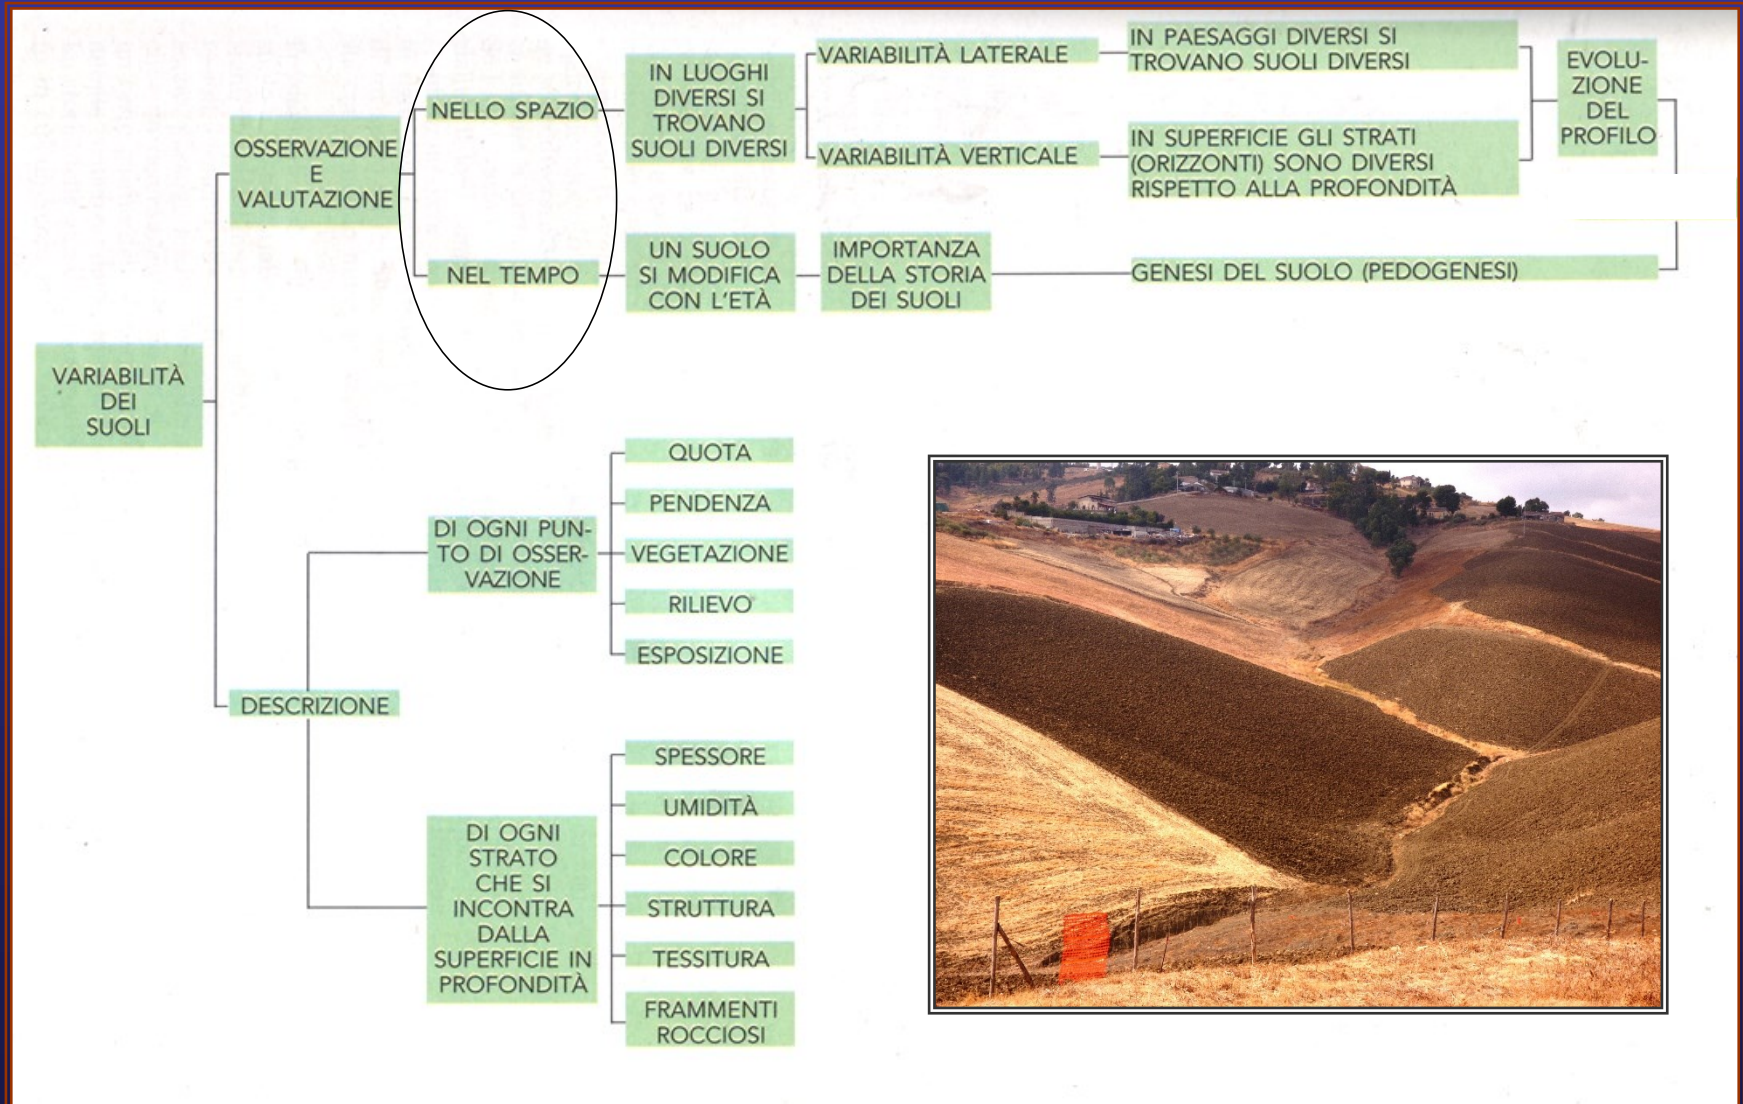 VARIABILITÀ
DEI
SUOLI
OSSERVAZIONE
E
VALUTAZIONE
NELLO SPAZIO
IN LUOGHI
DIVERSI SI
TROVANO
SUOLI DIVERSI
VARIABILITÀ LATERALE
IN PAESAGGI DIVERSI SI
TROVANO SUOLI DIVERSI
VARIABILITÀ VERTICALE
IN SUPERFICIE GLI STRATI
(ORIZZONTI) SONO DIVERSI
RISPETTO ALLA PROFONDITÀ
EVOLU-
ZIONE
DEL
PROFILO
NEL TEMPO
UN SUOLO
SI MODIFICA
CON L'ETÀ
IMPORTANZA
DELLA STORIA
DEI SUOLI
GENESI DEL SUOLO (PEDOGENESI)
DESCRIZIONE
DI OGNI PUN-
TO DI OSSER-
VAZIONE
QUOTA
PENDENZA
VEGETAZIONE
RILIEVO
ESPOSIZIONE
DI OGNI
STRATO
CHE SI
INCONTRA
DALLA
SUPERFICIE IN
PROFONDITÀ
SPESSORE
UMIDITÀ
COLORE
STRUTTURA
TESSITURA
FRAMMENTI
ROCCIOSI